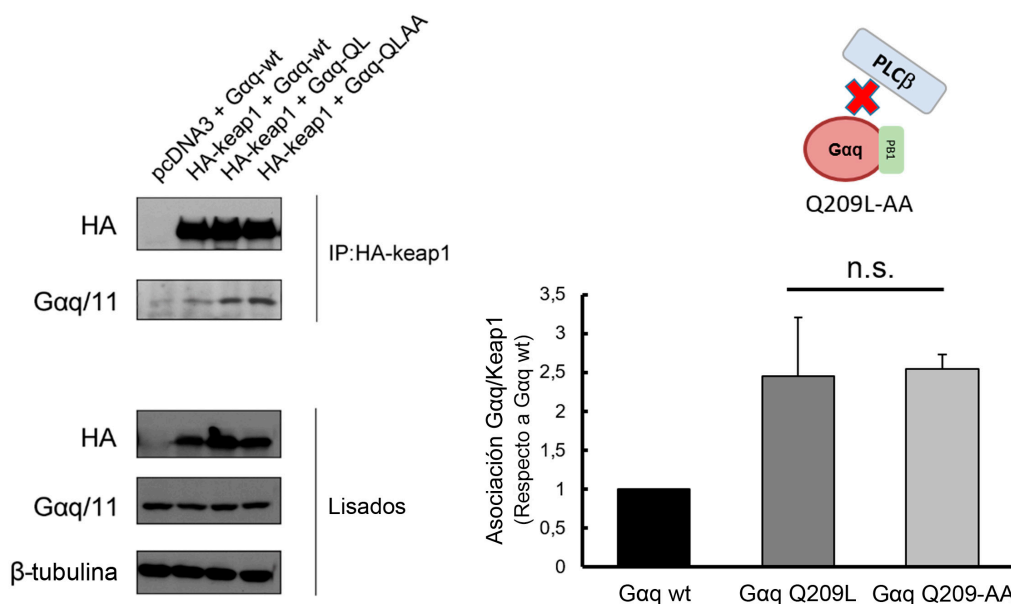 pcDNA3 + Gαq-wt
HA-keap1 + Gαq-wt
HA-keap1 + Gαq-QL
HA-keap1 + Gαq-QLAA
HA
Gαq/11
IP:HA-keap1
HA
Gαq/11
β-tubulina
Lisados
PLCβ
Gαq
PB1
Q209L-AA
n.s.
Asociación Gαq/Keap1
(Respecto a Gαq wt)
3,5
3
2,5
2
1,5
1
0,5
0
Gαq wt
Gαq Q209L
Gαq Q209-AA